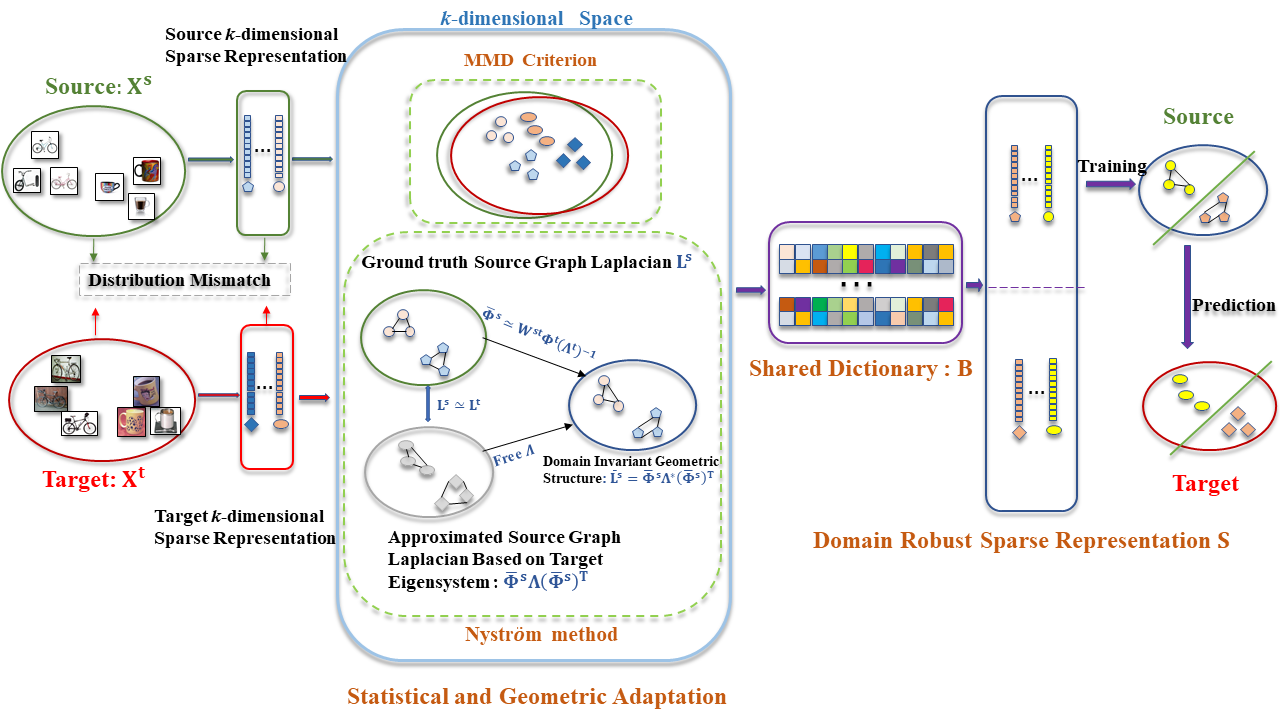 k-dimensional Space
Source k-dimensional
Sparse Representation
MMD Criterion
Source: Xˢ
Distribution Mismatch
Target: Xᵗ
Target k-dimensional
Sparse Representation
...
...
Ground truth Source Graph Laplacian Lˢ
Φ̄ˢ ≃ WˢᵗΦᵗ(Λᵗ)⁻¹
Lˢ ≃ Lᵗ
Free Λ
Domain Invariant Geometric
Structure: L̄ˢ = Φ̄ˢΛ*(Φ̄ˢ)ᵀ
Approximated Source Graph
Laplacian Based on Target
Eigensystem : Φ̄ˢΛ(Φ̄ˢ)ᵀ
Nyström method
Statistical and Geometric Adaptation
...
Shared Dictionary : B
...
...
Domain Robust Sparse Representation S
Training
Source
Prediction
Target